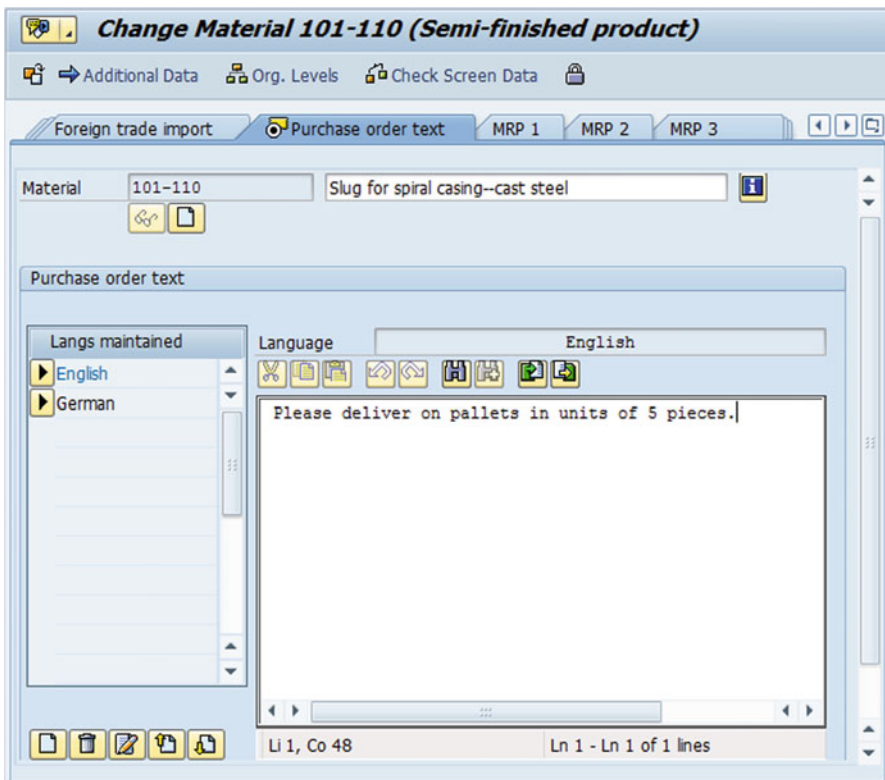 Change Material 101-110 (Semi-finished product)
Additional Data Org. Levels Check Screen Data
Foreign trade import Purchase order text MRP 1 MRP 2 MRP 3
Material 101-110 Slug for spiral casing--cast steel
Purchase order text
Langs maintained Language English
English
German
Please deliver on pallets in units of 5 pieces.
Li 1, Co 48 Ln 1 - Ln 1 of 1 lines